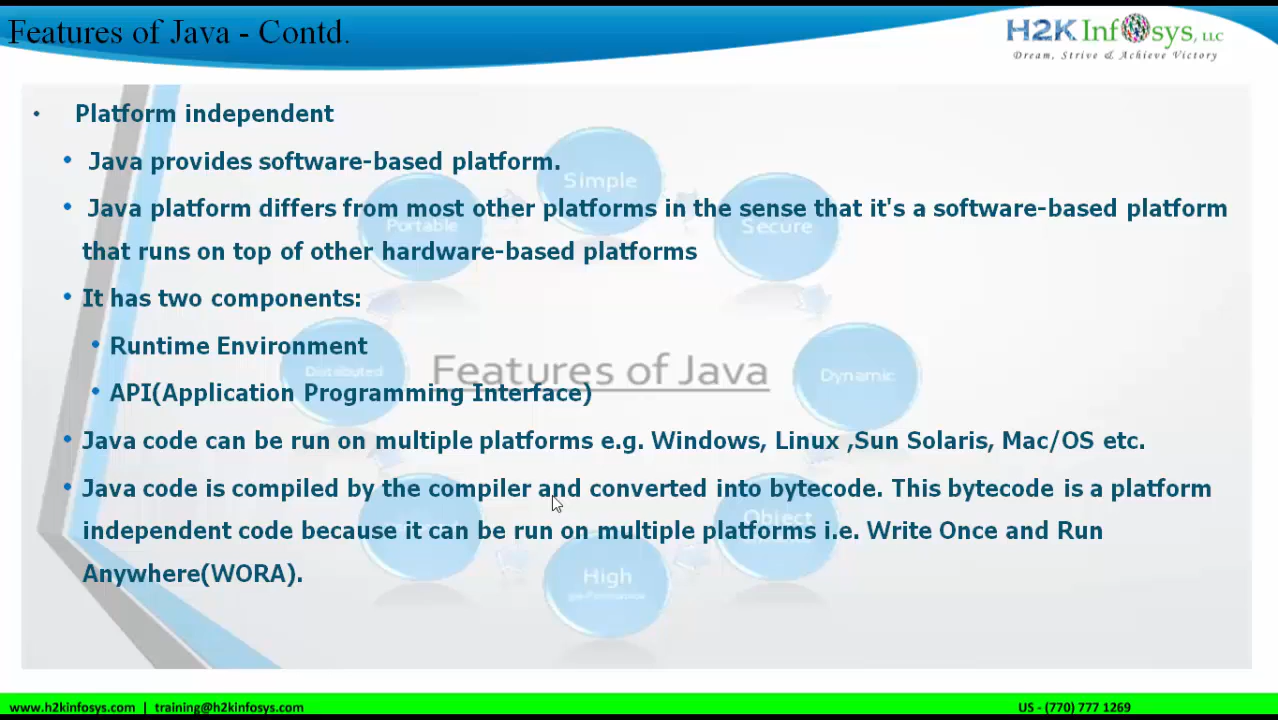 Features of Java - Contd.
H2K Infosys, LLC
Dream, Strive & Achieve Victory
• Platform independent
• Java provides software-based platform.
• Java platform differs from most other platforms in the sense that it's a software-based platform
that runs on top of other hardware-based platforms
• It has two components:
• Runtime Environment
• API(Application Programming Interface)
• Java code can be run on multiple platforms e.g. Windows, Linux ,Sun Solaris, Mac/OS etc.
• Java code is compiled by the compiler and converted into bytecode. This bytecode is a platform
independent code because it can be run on multiple platforms i.e. Write Once and Run
Anywhere(WORA).
Simple
Portable
Secure
Distributed
Features of Java
Dynamic
Object
High
www.h2kinfosys.com | training@h2kinfosys.com
US - (770) 777 1269